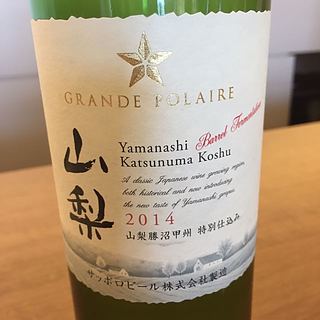 GRANDE POLAIRE
山梨
Yamanashi
Katsunuma Koshu
Barrel Fermentation
A classic Japanese wine growing region,
both historical and now introducing
the new taste of Yamanashi grapes.
2014
山梨勝沼甲州 特別仕込み
サッポロビール株式会社製造